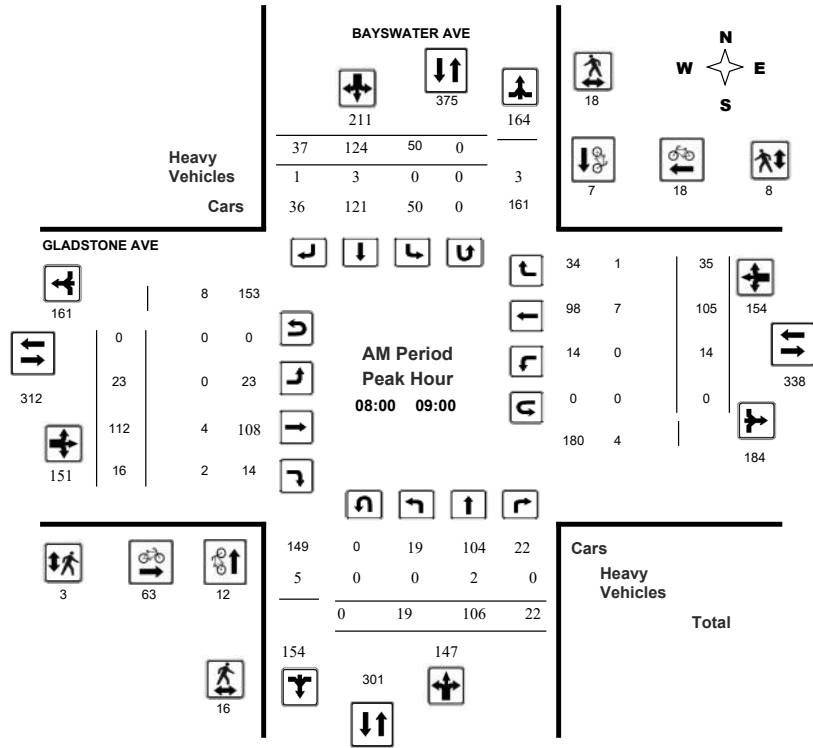 BAYSWATER AVE
N
W E
S
375
18
211
164
37 124 50 0
Heavy
Vehicles
1 3 0 0 3
7 18 8
Cars
36 121 50 0 161
GLADSTONE AVE
34 1 35
161
8 153
98 7 105 154
0 0 0
AM Period
Peak Hour
14 0 14
312
23 0 23
338
08:00 09:00
0 0 0
112 4 108
180 4
184
151
16 2 14
149 0 19 104 22
Cars
5 0 0 2 0
Heavy
Vehicles
3 63 12
0 19 106 22
Total
154 147
301
16